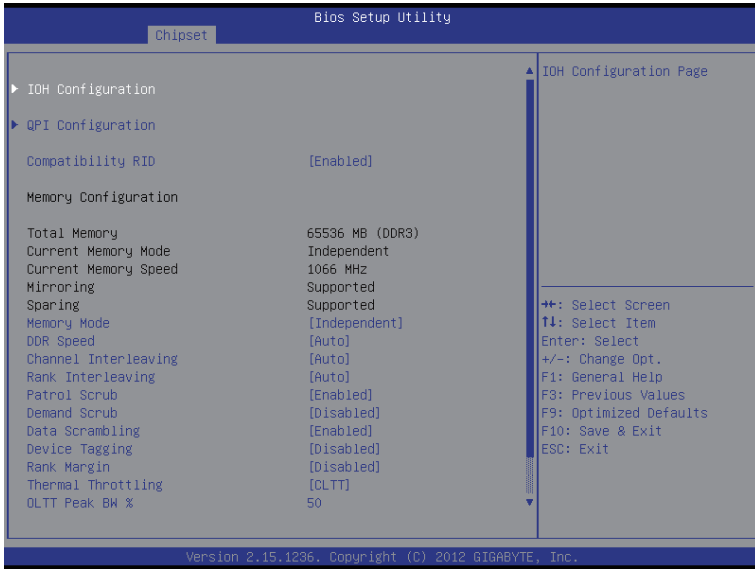 Bios Setup Utility
Chipset
IOH Configuration
QPI Configuration
Compatibility RID [Enabled]
Memory Configuration
Total Memory 65536 MB (DDR3)
Current Memory Mode Independent
Current Memory Speed 1066 MHz
Mirroring Supported
Sparing Supported
Memory Mode [Independent]
DDR Speed [Auto]
Channel Interleaving [Auto]
Rank Interleaving [Auto]
Patrol Scrub [Enabled]
Demand Scrub [Disabled]
Data Scrambling [Enabled]
Device Tagging [Disabled]
Rank Margin [Disabled]
Thermal Throttling [CLTT]
OLTT Peak BW % 50
IOH Configuration Page
→←: Select Screen
↑↓: Select Item
Enter: Select
+/-: Change Opt.
F1: General Help
F3: Previous Values
F9: Optimized Defaults
F10: Save & Exit
ESC: Exit
Version 2.15.1236. Copyright (C) 2012 GIGABYTE, Inc.